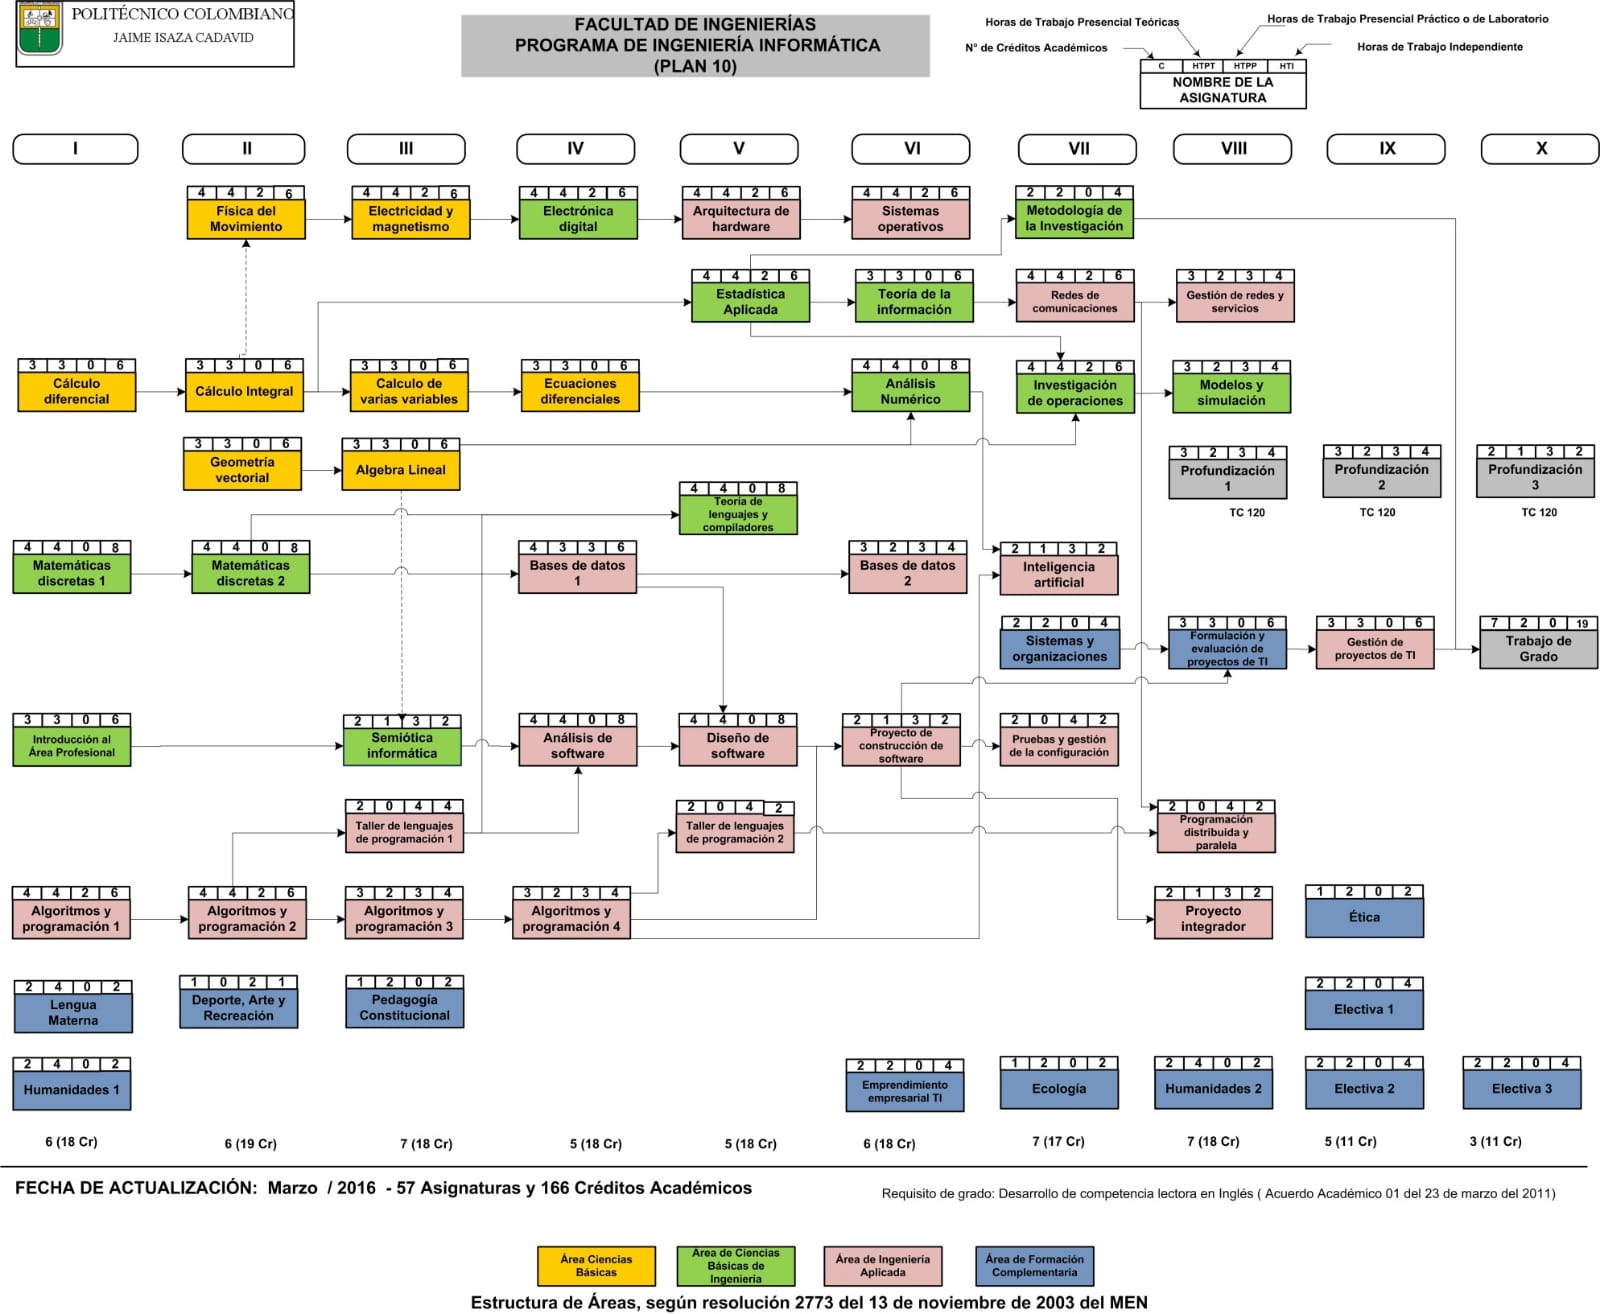 POLITÉCNICO COLOMBIANO
JAIME ISAZA CADAVID
FACULTAD DE INGENIERÍAS
PROGRAMA DE INGENIERÍA INFORMÁTICA
(PLAN 10)
Horas de Trabajo Presencial Teóricas
Horas de Trabajo Presencial Práctico o de Laboratorio
N° de Créditos Académicos
Horas de Trabajo Independiente
C HTPT HTPP HTI
NOMBRE DE LA
ASIGNATURA
I II III IV V VI VII VIII IX X
4 4 2 6
Física del
Movimiento
4 4 2 6
Electricidad y
magnetismo
4 4 2 6
Electrónica
digital
4 4 2 6
Arquitectura de
hardware
4 4 2 6
Sistemas
operativos
2 2 0 4
Metodología de
la Investigación
4 4 2 6
Estadística
Aplicada
3 3 0 6
Teoría de la
información
4 4 2 6
Redes de
comunicaciones
3 2 3 4
Gestión de redes y
servicios
3 3 0 6
Cálculo
diferencial
3 3 0 6
Cálculo Integral
3 3 0 6
Calculo de
varias variables
3 3 0 6
Ecuaciones
diferenciales
4 4 0 8
Análisis
Numérico
4 4 2 6
Investigación
de operaciones
3 2 3 4
Modelos y
simulación
3 3 0 6
Geometría
vectorial
3 3 0 6
Algebra Lineal
3 2 3 4
Profundización
1
TC 120
3 2 3 4
Profundización
2
TC 120
2 1 3 2
Profundización
3
TC 120
4 4 0 8
Teoría de
lenguajes y
compiladores
4 4 0 8
Matemáticas
discretas 1
4 4 0 8
Matemáticas
discretas 2
4 3 3 6
Bases de datos
1
3 2 3 4
Bases de datos
2
2 1 3 2
Inteligencia
artificial
2 2 0 4
Sistemas y
organizaciones
3 3 0 6
Formulación y
evaluación de
proyectos de TI
3 3 0 6
Gestión de
proyectos de TI
7 2 0 19
Trabajo de
Grado
3 3 0 6
Introducción al
Área Profesional
2 1 3 2
Semiótica
informática
4 4 0 8
Análisis de
software
4 4 0 8
Diseño de
software
2 1 3 2
Proyecto de
construcción de
software
2 0 4 2
Pruebas y gestión
de la configuración
2 0 4 4
Taller de lenguajes
de programación 1
2 0 4 2
Taller de lenguajes
de programación 2
2 0 4 2
Programación
distribuida y
paralela
4 4 2 6
Algoritmos y
programación 1
4 4 2 6
Algoritmos y
programación 2
3 2 3 4
Algoritmos y
programación 3
3 2 3 4
Algoritmos y
programación 4
2 1 3 2
Proyecto
integrador
1 2 0 2
Ética
2 4 0 2
Lengua
Materna
1 0 2 1
Deporte, Arte y
Recreación
1 2 0 2
Pedagogía
Constitucional
2 2 0 4
Electiva 1
2 4 0 2
Humanidades 1
2 2 0 4
Emprendimiento
empresarial TI
1 2 0 2
Ecología
2 4 0 2
Humanidades 2
2 2 0 4
Electiva 2
2 2 0 4
Electiva 3
6 (18 Cr) 6 (19 Cr) 7 (18 Cr) 5 (18 Cr) 5 (18 Cr) 6 (18 Cr) 7 (17 Cr) 7 (18 Cr) 5 (11 Cr) 3 (11 Cr)
FECHA DE ACTUALIZACIÓN: Marzo / 2016 - 57 Asignaturas y 166 Créditos Académicos
Requisito de grado: Desarrollo de competencia lectora en Inglés ( Acuerdo Académico 01 del 23 de marzo del 2011)
Área Ciencias
Básicas
Área de Ciencias
Básicas de
Ingeniería
Área de Ingeniería
Aplicada
Área de Formación
Complementaria
Estructura de Áreas, según resolución 2773 del 13 de noviembre de 2003 del MEN